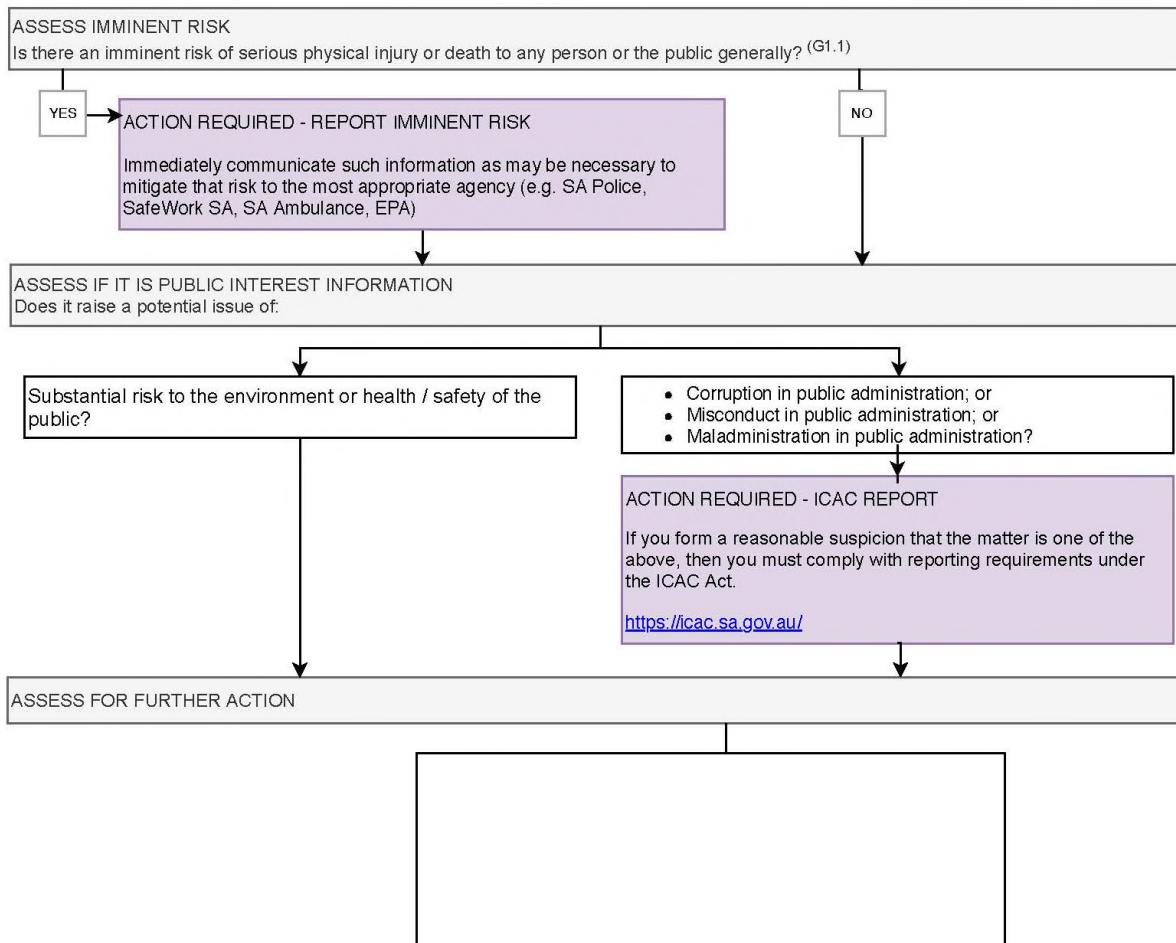 ASSESS IMMINENT RISK
Is there an imminent risk of serious physical injury or death to any person or the public generally? (G1.1)
YES
NO
ACTION REQUIRED - REPORT IMMINENT RISK
Immediately communicate such information as may be necessary to
mitigate that risk to the most appropriate agency (e.g. SA Police,
SafeWork SA, SA Ambulance, EPA)
ASSESS IF IT IS PUBLIC INTEREST INFORMATION
Does it raise a potential issue of:
Substantial risk to the environment or health / safety of the
public?
• Corruption in public administration; or
• Misconduct in public administration; or
• Maladministration in public administration?
ACTION REQUIRED - ICAC REPORT
If you form a reasonable suspicion that the matter is one of the
above, then you must comply with reporting requirements under
the ICAC Act.
https://icac.sa.gov.au/
ASSESS FOR FURTHER ACTION